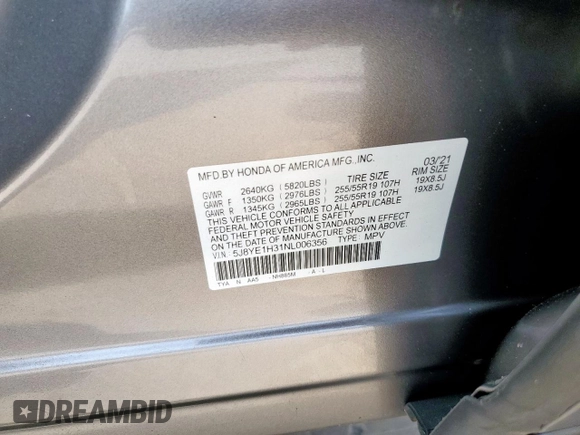 MFD.BY HONDA OF AMERICA MFG.,INC. 03/'21
GVWR 2640KG (5820LBS) TIRE SIZE RIM SIZE
GAWR F 1350KG (2976LBS) 255/55R19 107H 19X8.5J
GAWR R 1345KG (2965LBS) 255/55R19 107H 19X8.5J
THIS VEHICLE CONFORMS TO ALL APPLICABLE
FEDERAL MOTOR VEHICLE SAFETY
AND THEFT PREVENTION STANDARDS IN EFFECT
ON THE DATE OF MANUFACTURE SHOWN ABOVE.
V.I.N. 5J8YE1H31NL006356 TYPE: MPV
TYA N AA5 -NH895M A-L
DREAMBID